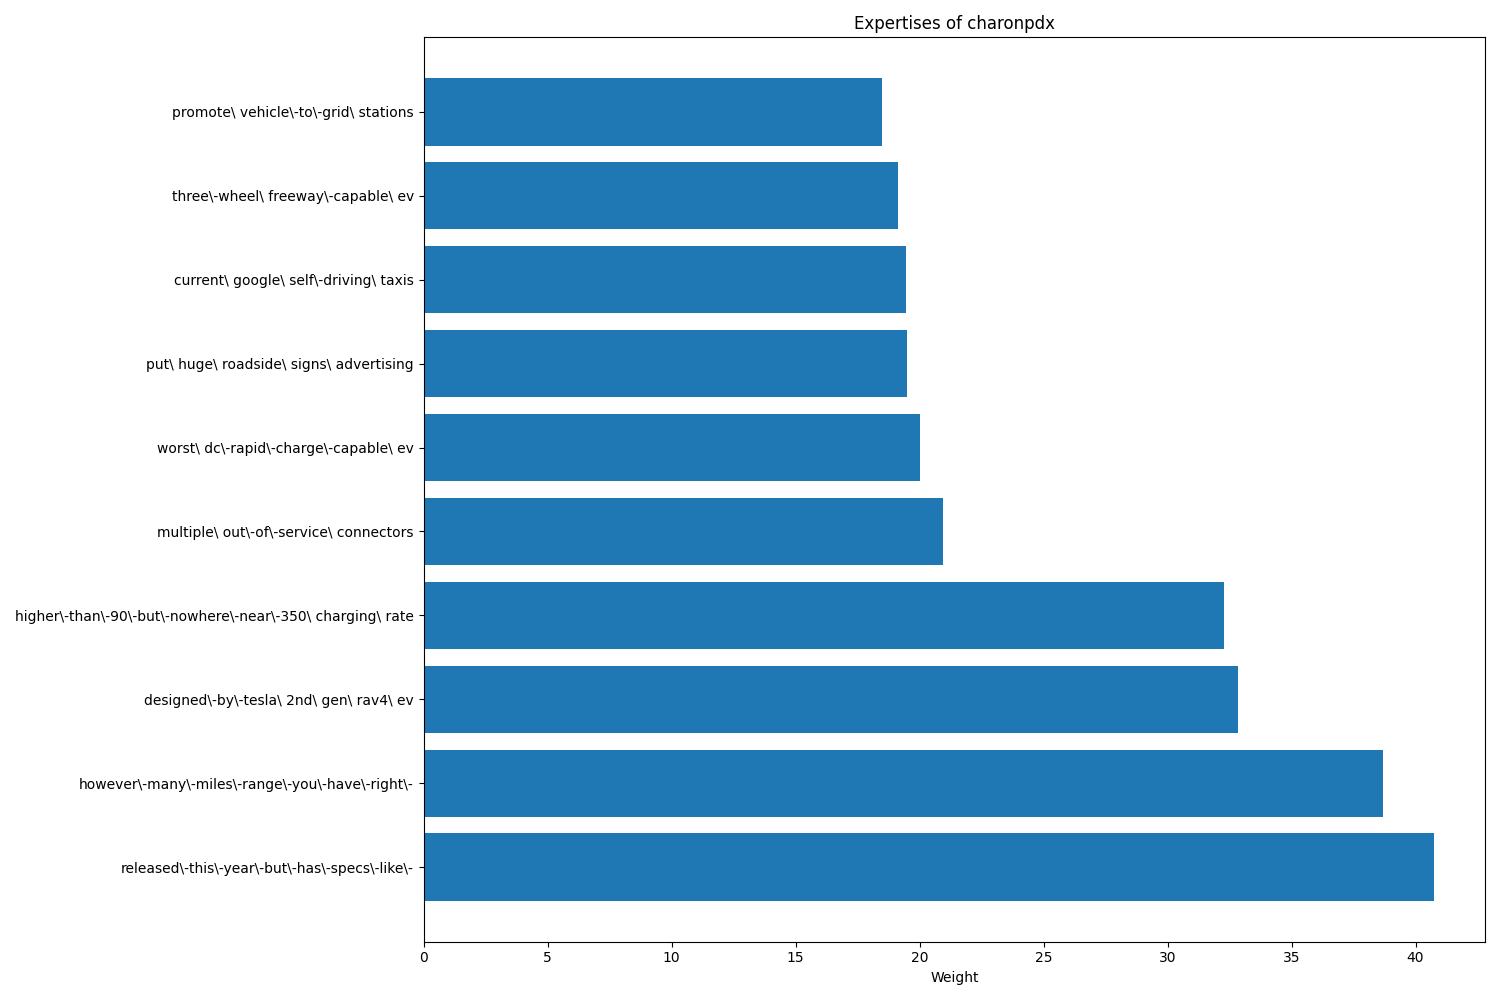 Expertises of charonpdx
promote\ vehicle\-to\-grid\ stations
three\-wheel\ freeway\-capable\ ev
current\ google\ self\-driving\ taxis
put\ huge\ roadside\ signs\ advertising
worst\ dc\-rapid\-charge\-capable\ ev
multiple\ out\-of\-service\ connectors
higher\-than\-90\-but\-nowhere\-near\-350\ charging\ rate
designed\-by\-tesla\ 2nd\ gen\ rav4\ ev
however\-many\-miles\-range\-you\-have\-right\-
released\-this\-year\-but\-has\-specs\-like\-
0 5 10 15 20 25 30 35 40
Weight